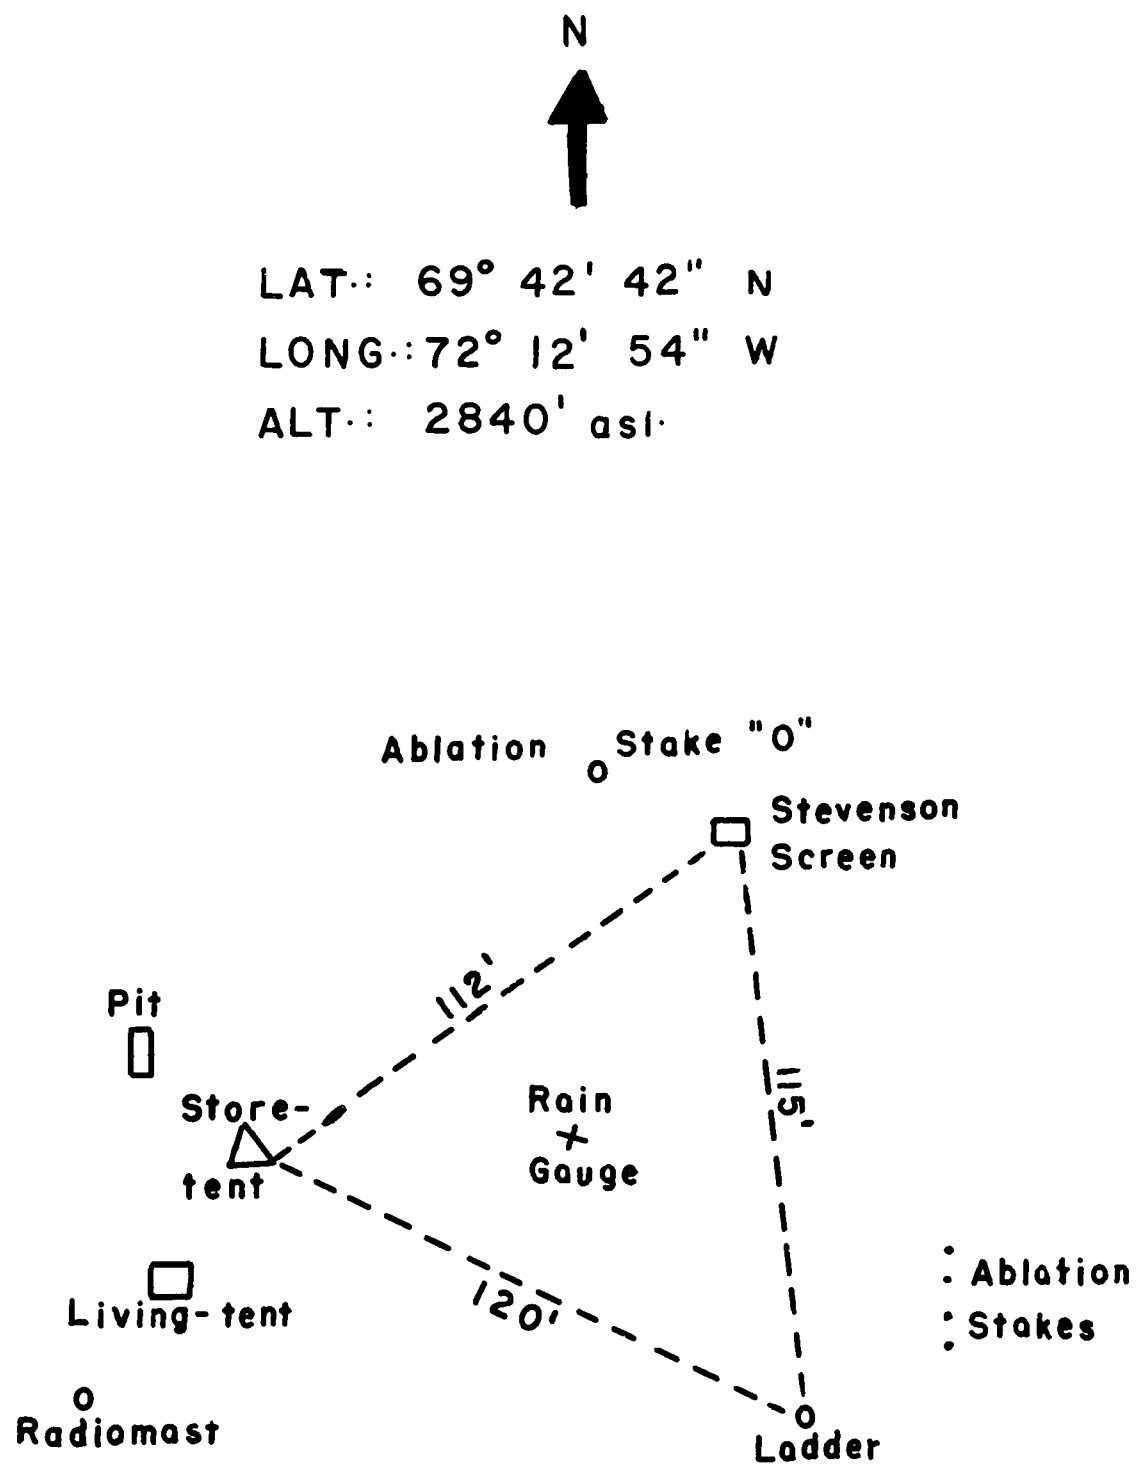 N
LAT.: 69° 42' 42" N
LONG.: 72° 12' 54" W
ALT.: 2840' asl.
Ablation Stake "O"
Stevenson
Screen
112'
Pit
115'
Store-
tent
Rain
Gauge
120'
Ablation
Stakes
Living-tent
Radiomast
Ladder